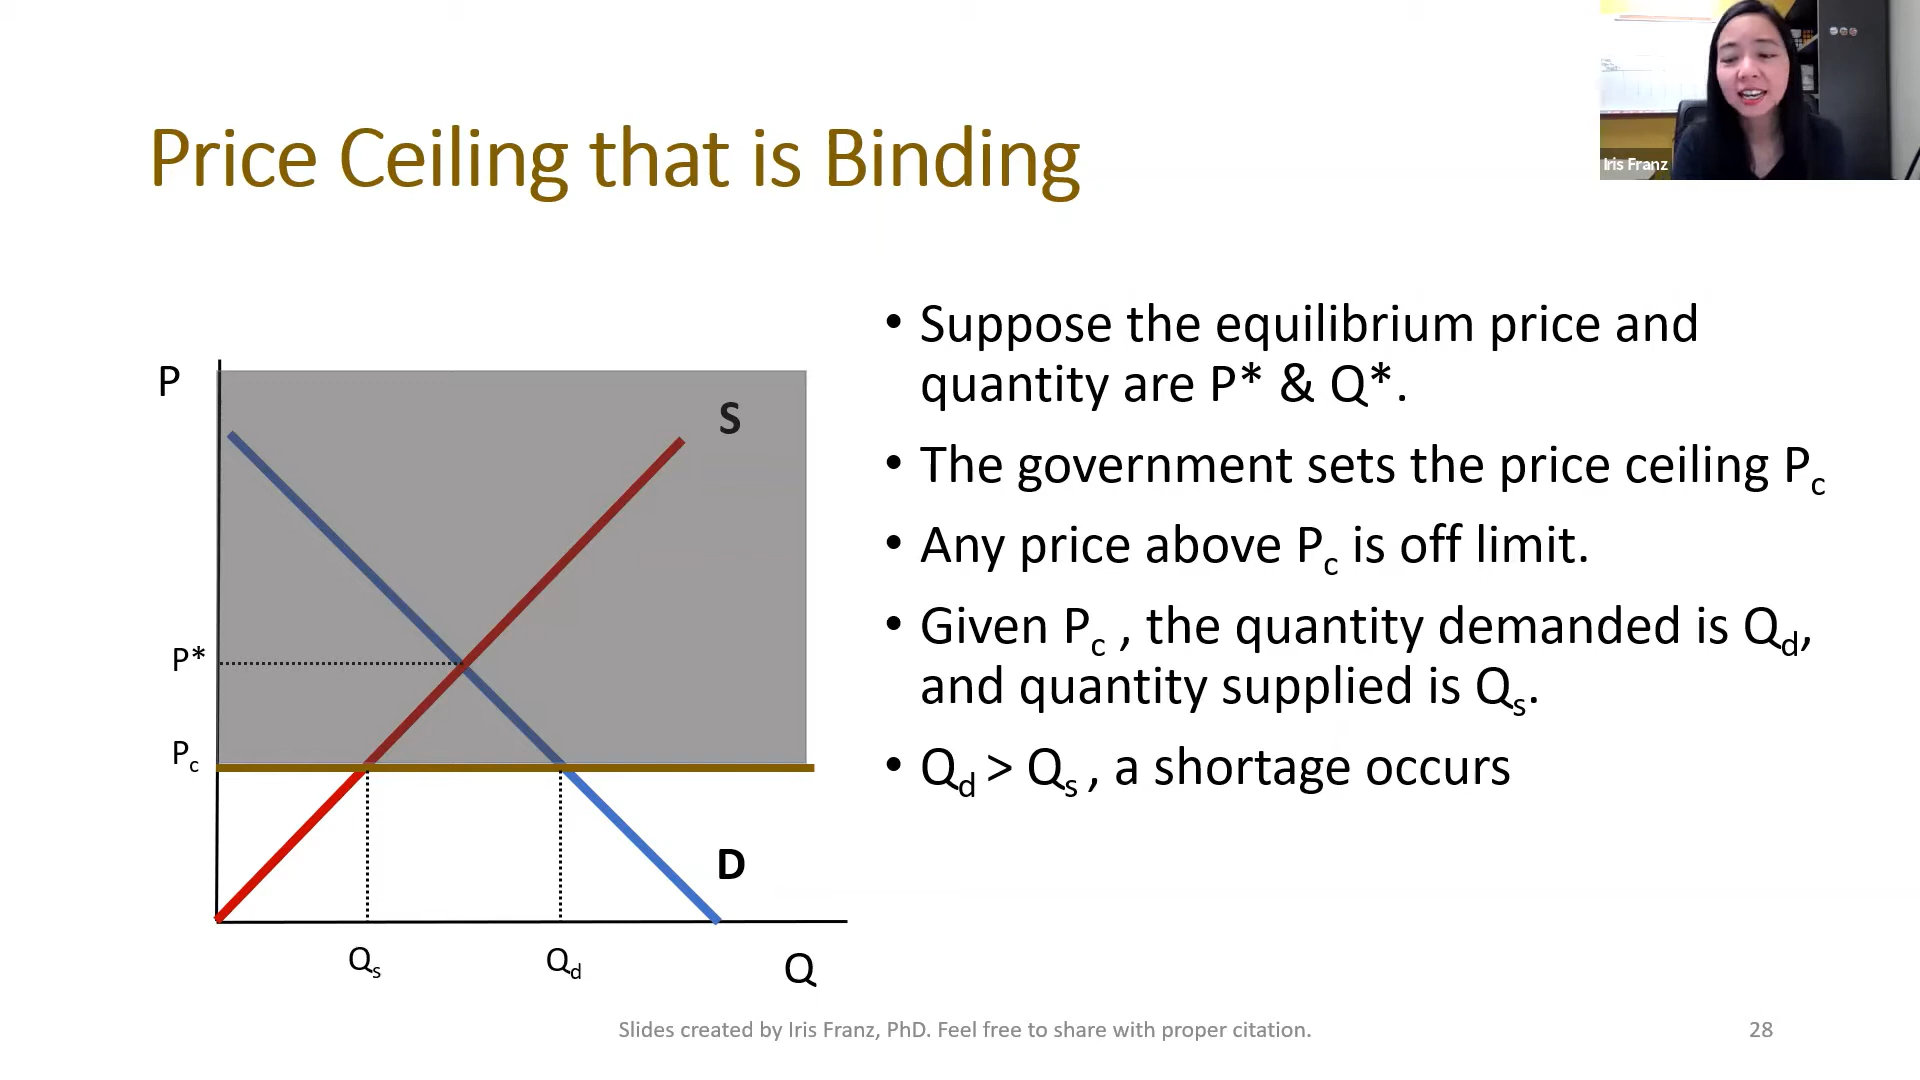 Iris Franz
Price Ceiling that is Binding
• Suppose the equilibrium price and
quantity are P* & Q*.
• The government sets the price ceiling Pc
• Any price above Pc is off limit.
• Given Pc , the quantity demanded is Qd,
and quantity supplied is Qs.
• Qd > Qs , a shortage occurs
P
S
P*
Pc
D
Qs
Qd
Q
Slides created by Iris Franz, PhD. Feel free to share with proper citation.
28